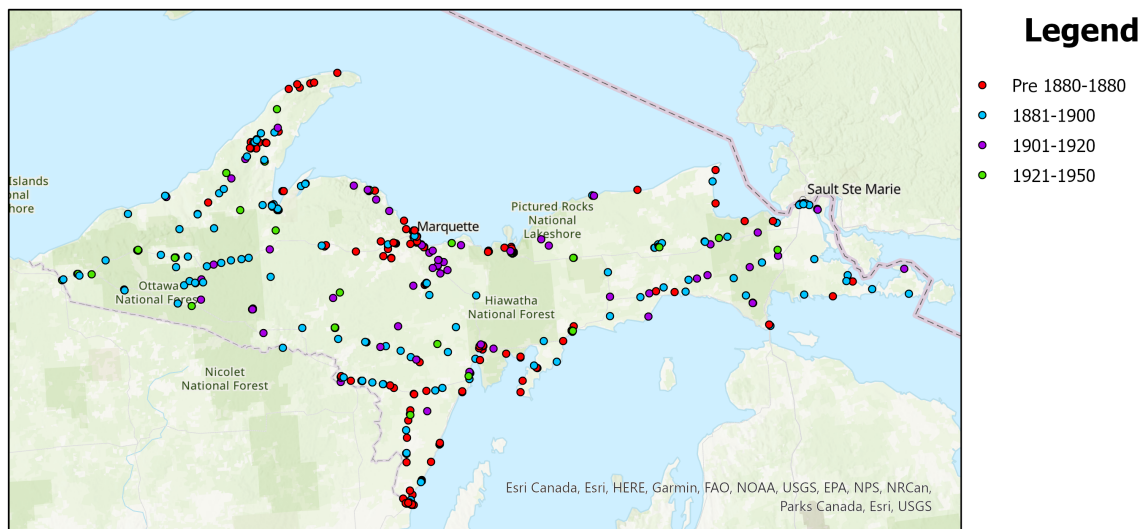 Legend
Pre 1880-1880
1881-1900
1901-1920
1921-1950
Islands
onal
hore
Sault Ste Marie
Pictured Rocks
National
Lakeshore
Marquette
Ottawa
National Forest
Hiawatha
National Forest
Nicolet
National Forest
Esri Canada, Esri, HERE, Garmin, FAO, NOAA, USGS, EPA, NPS, NRCan,
Parks Canada, Esri, USGS